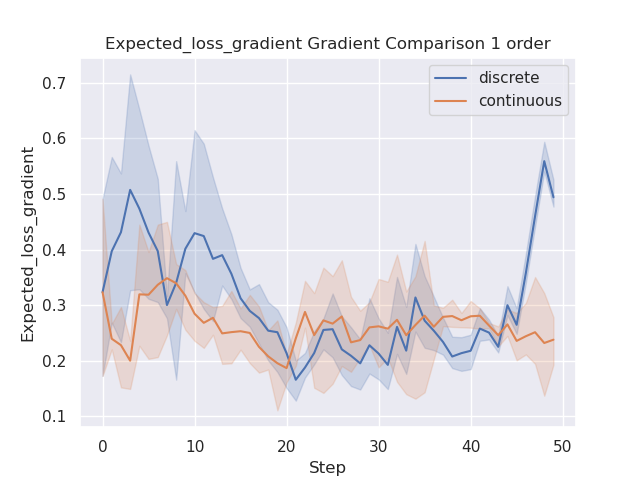 Expected_loss_gradient Gradient Comparison 1 order
discrete
continuous
Expected_loss_gradient
0.7
0.6
0.5
0.4
0.3
0.2
0.1
0 10 20 30 40 50
Step